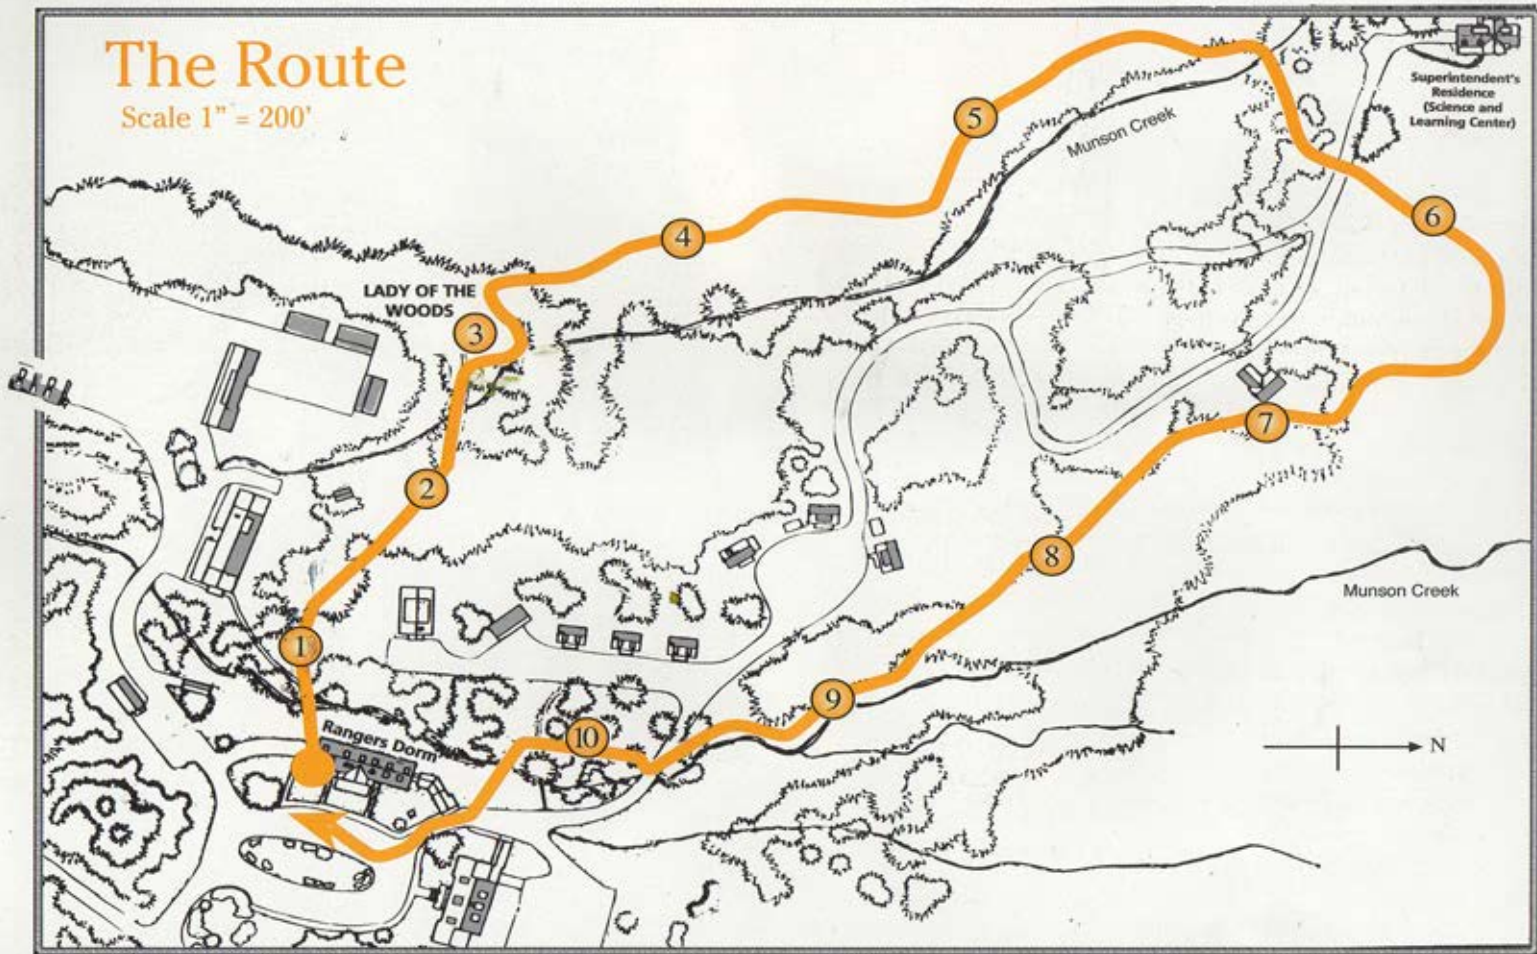 The Route
Scale 1" = 200'
Superintendent's
Residence
(Science and
Learning Center)
5
Munson Creek
6
4
LADY OF THE
WOODS
3
7
2
8
Munson Creek
1
9
Rangers Dorm
10
N